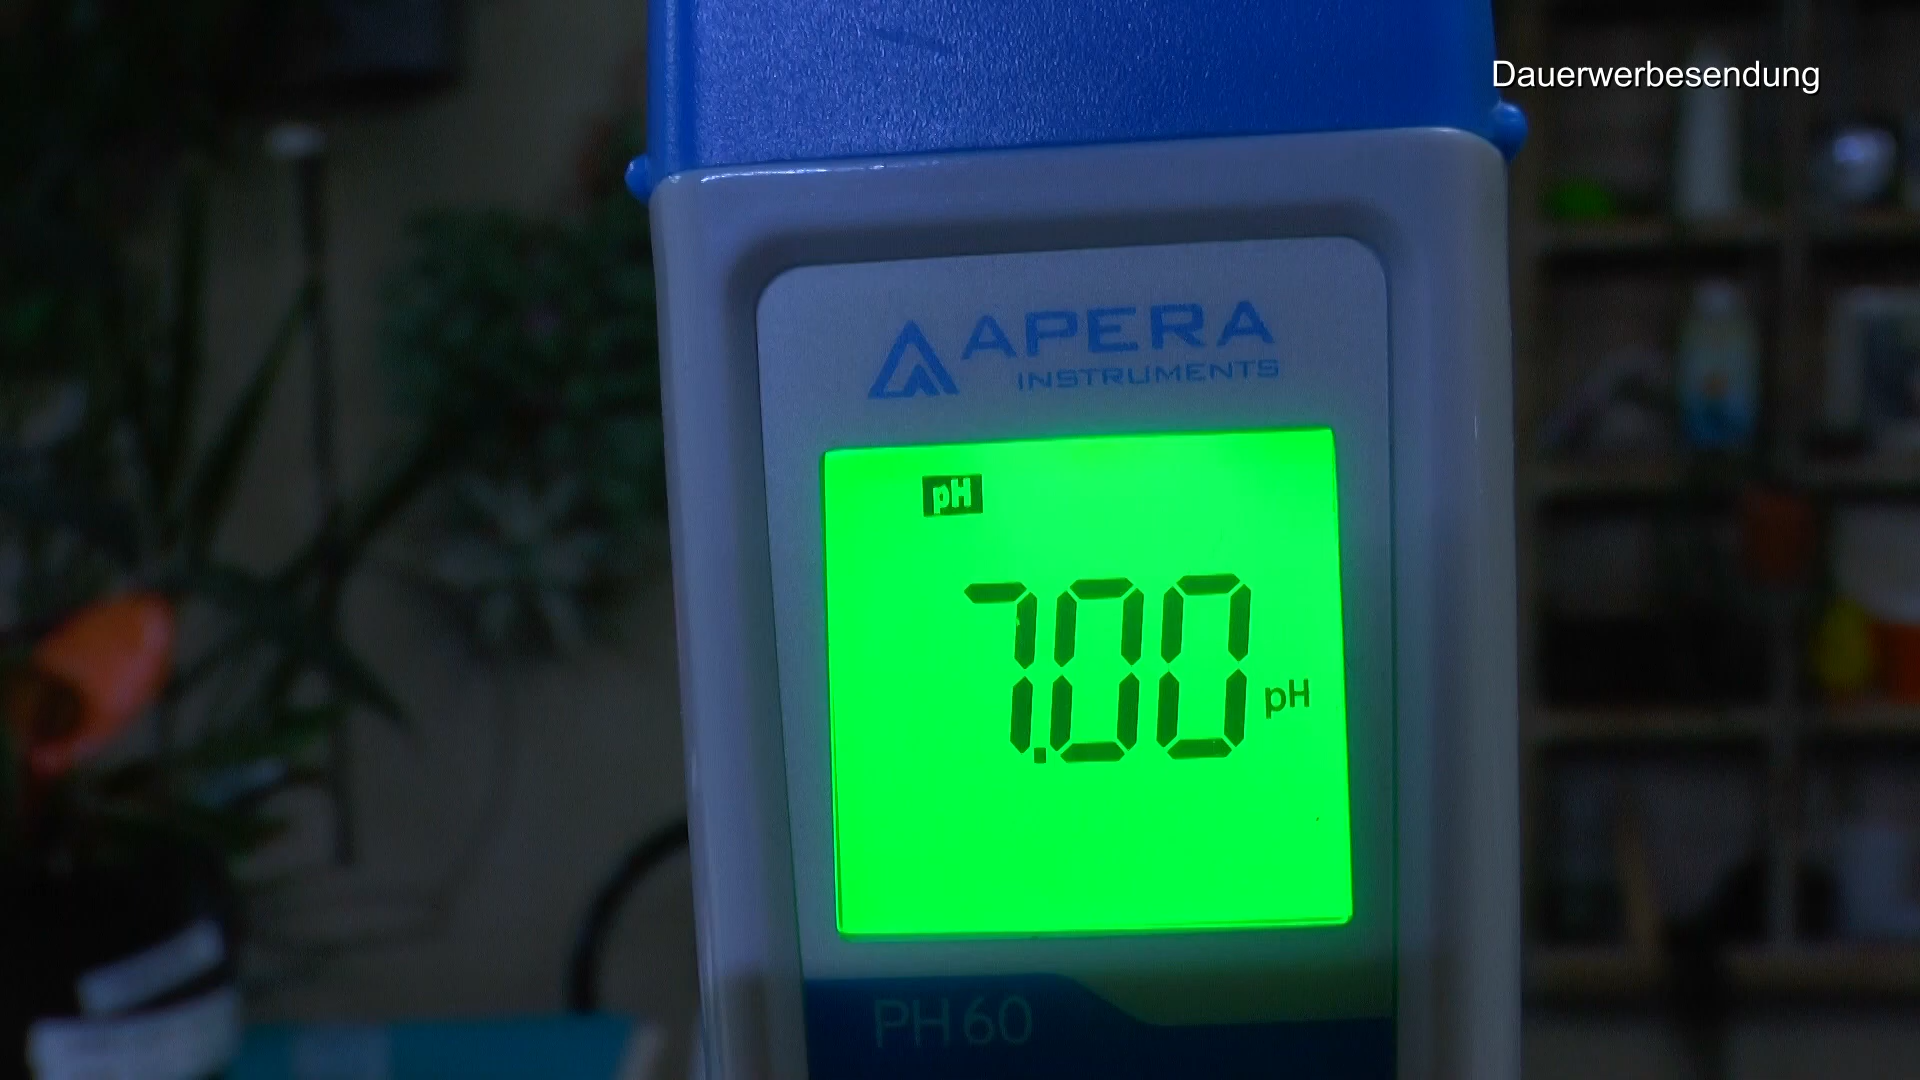 Dauerwerbesendung
APERA
INSTRUMENTS
pH
7.00 pH
PH60